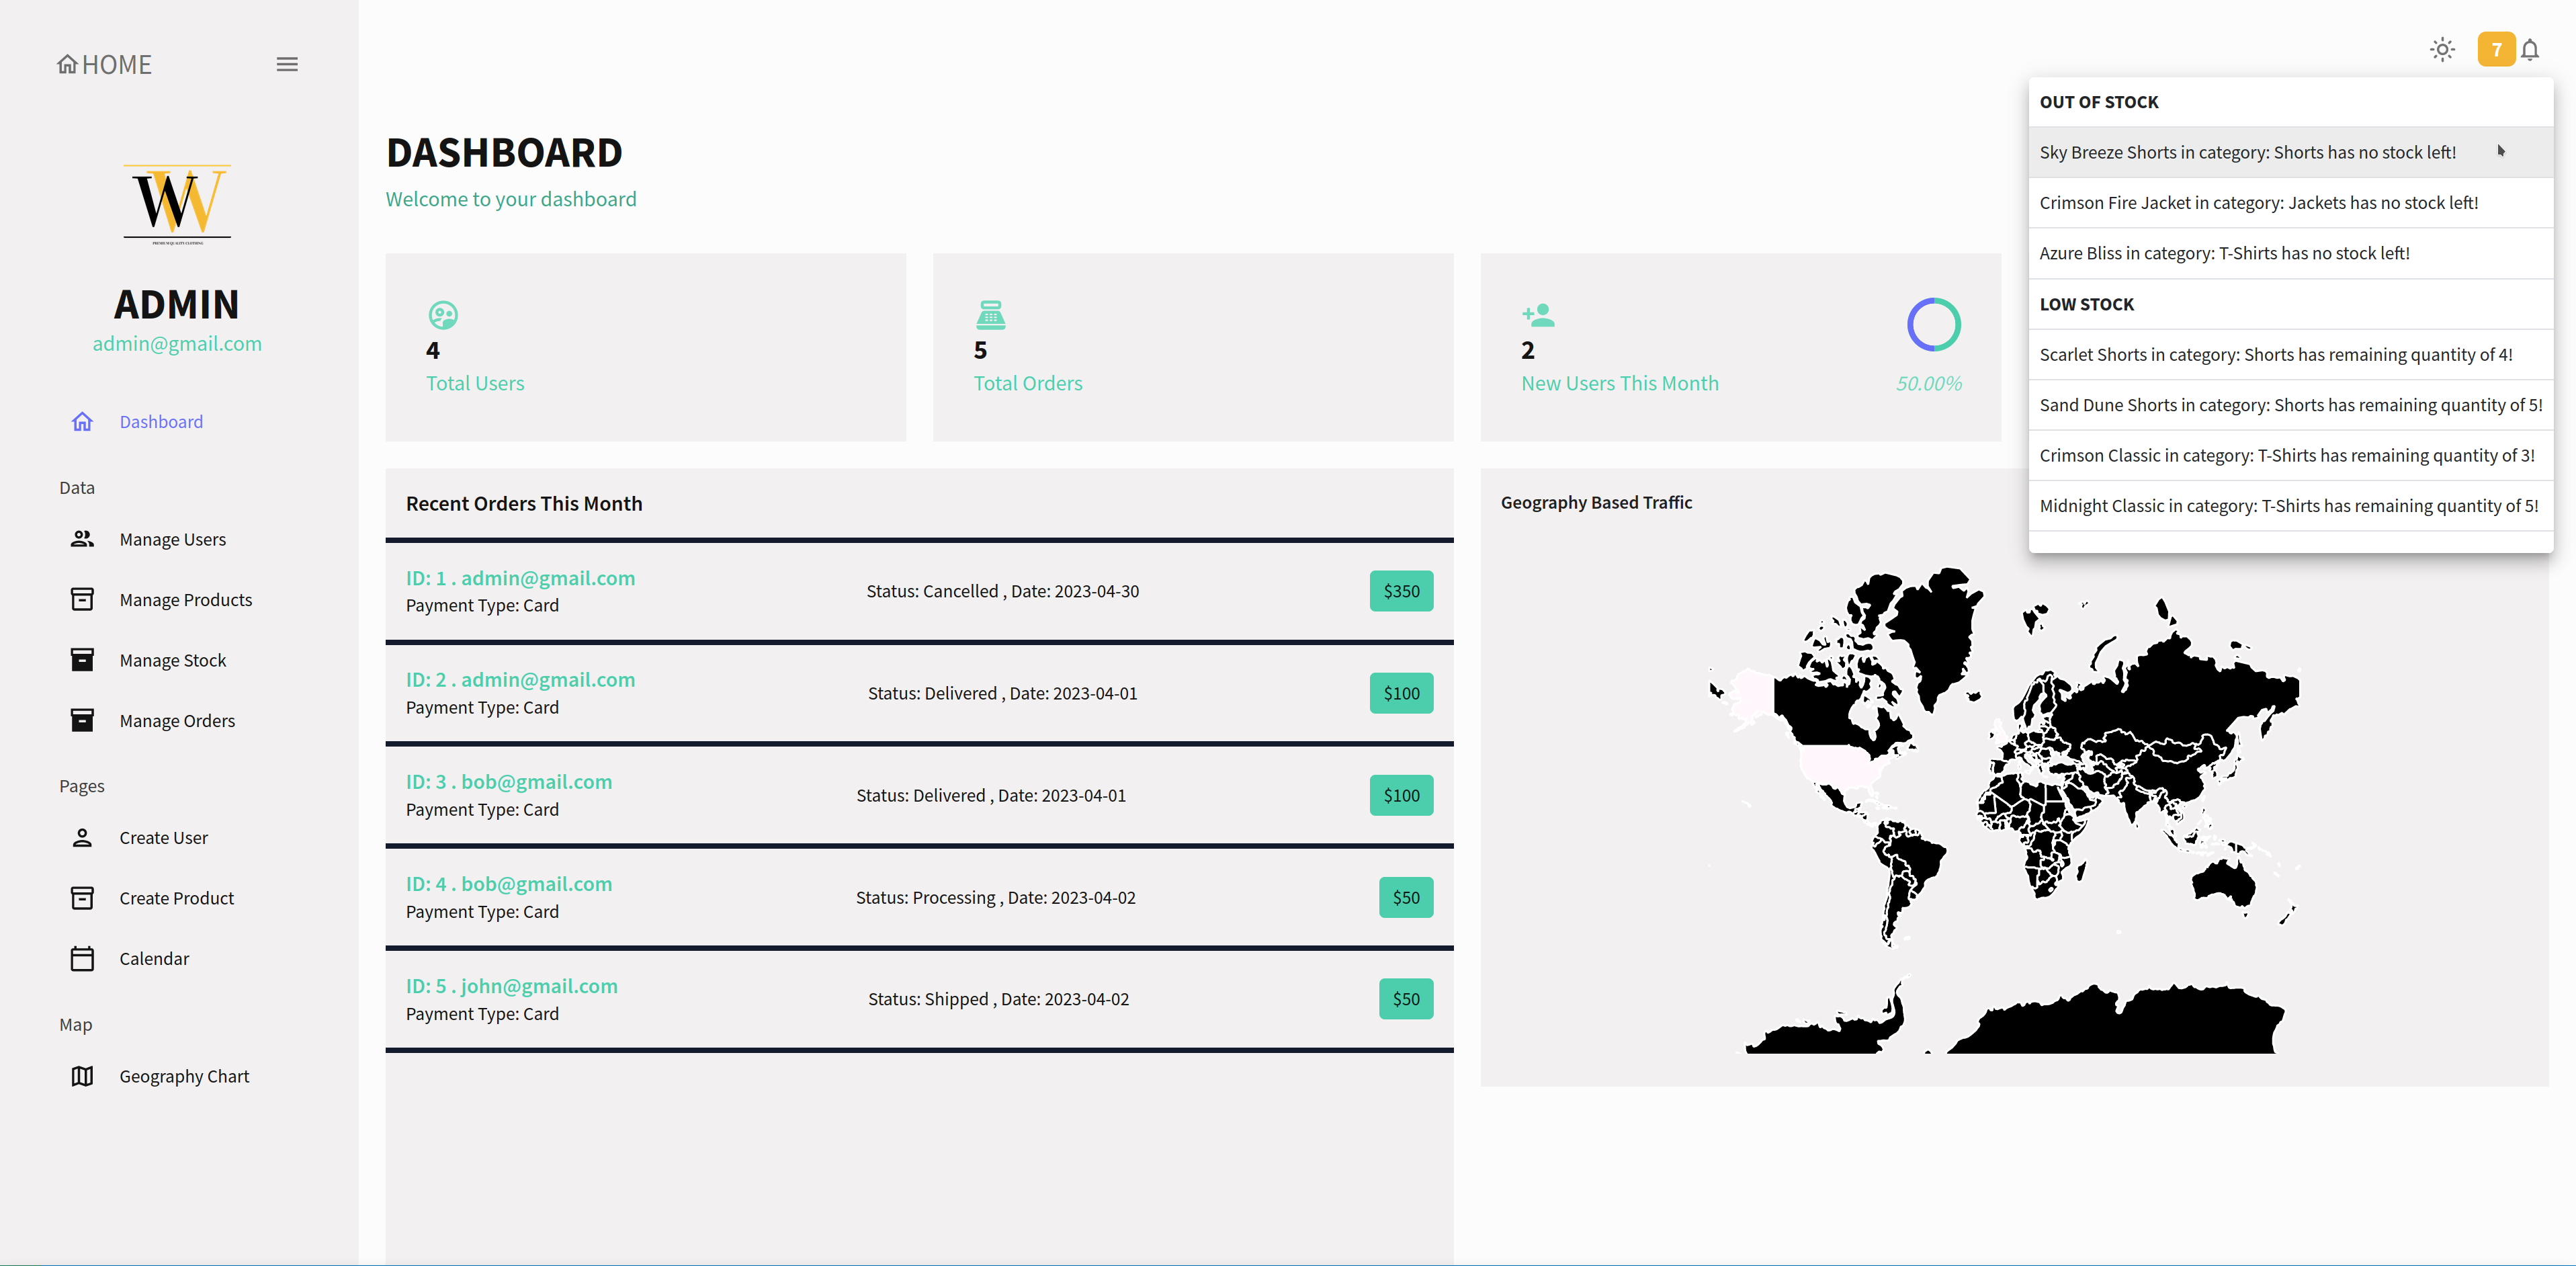 HOME
7
W W
PREMIUM QUALITY CLOTHING
ADMIN
admin@gmail.com
Dashboard
Data
Manage Users
Manage Products
Manage Stock
Manage Orders
Pages
Create User
Create Product
Calendar
Map
Geography Chart
DASHBOARD
Welcome to your dashboard
4
Total Users
5
Total Orders
2
New Users This Month
50.00%
OUT OF STOCK
Sky Breeze Shorts in category: Shorts has no stock left!
Crimson Fire Jacket in category: Jackets has no stock left!
Azure Bliss in category: T-Shirts has no stock left!
LOW STOCK
Scarlet Shorts in category: Shorts has remaining quantity of 4!
Sand Dune Shorts in category: Shorts has remaining quantity of 5!
Crimson Classic in category: T-Shirts has remaining quantity of 3!
Midnight Classic in category: T-Shirts has remaining quantity of 5!
Recent Orders This Month
ID: 1 . admin@gmail.com
Payment Type: Card
Status: Cancelled , Date: 2023-04-30
$350
ID: 2 . admin@gmail.com
Payment Type: Card
Status: Delivered , Date: 2023-04-01
$100
ID: 3 . bob@gmail.com
Payment Type: Card
Status: Delivered , Date: 2023-04-01
$100
ID: 4 . bob@gmail.com
Payment Type: Card
Status: Processing , Date: 2023-04-02
$50
ID: 5 . john@gmail.com
Payment Type: Card
Status: Shipped , Date: 2023-04-02
$50
Geography Based Traffic